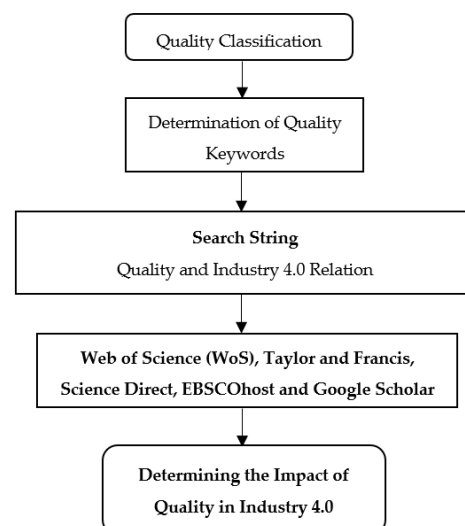 Quality Classification
Determination of Quality
Keywords
Search String
Quality and Industry 4.0 Relation
Web of Science (WoS), Taylor and Francis,
Science Direct, EBSCOhost and Google Scholar
Determining the Impact of
Quality in Industry 4.0